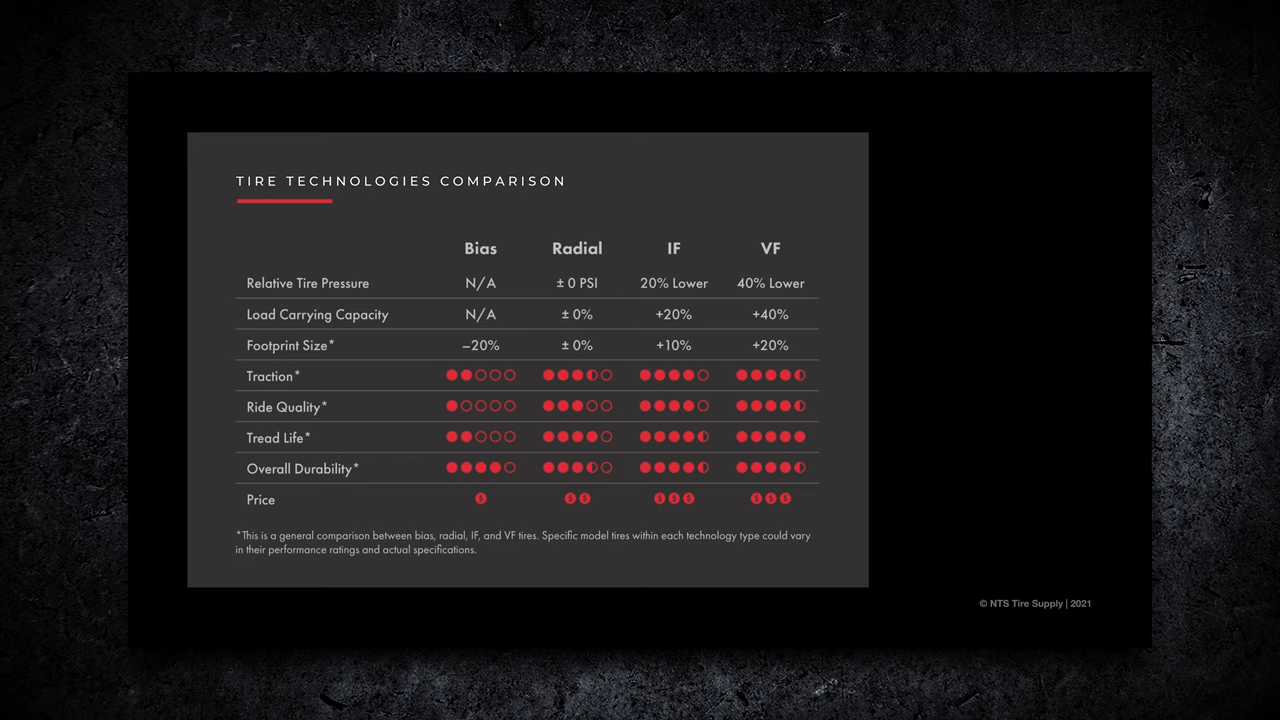 TIRE TECHNOLOGIES COMPARISON
Bias Radial IF VF
Relative Tire Pressure N/A ± 0 PSI 20% Lower 40% Lower
Load Carrying Capacity N/A ± 0% +20% +40%
Footprint Size* –20% ± 0% +10% +20%
Traction*
Ride Quality*
Tread Life*
Overall Durability*
Price $ $ $ $ $ $ $ $ $
*This is a general comparison between bias, radial, IF, and VF tires. Specific model tires within each technology type could vary
in their performance ratings and actual specifications.
© NTS Tire Supply | 2021